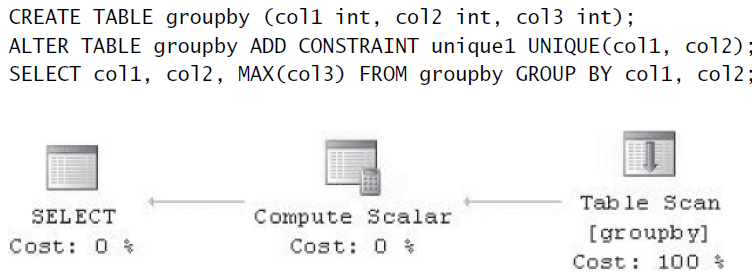 CREATE TABLE groupby (col1 int, col2 int, col3 int);
ALTER TABLE groupby ADD CONSTRAINT unique1 UNIQUE(col1, col2);
SELECT col1, col2, MAX(col3) FROM groupby GROUP BY col1, col2;
SELECT
Cost: 0 %
Compute Scalar
Cost: 0 %
Table Scan
[groupby]
Cost: 100 %